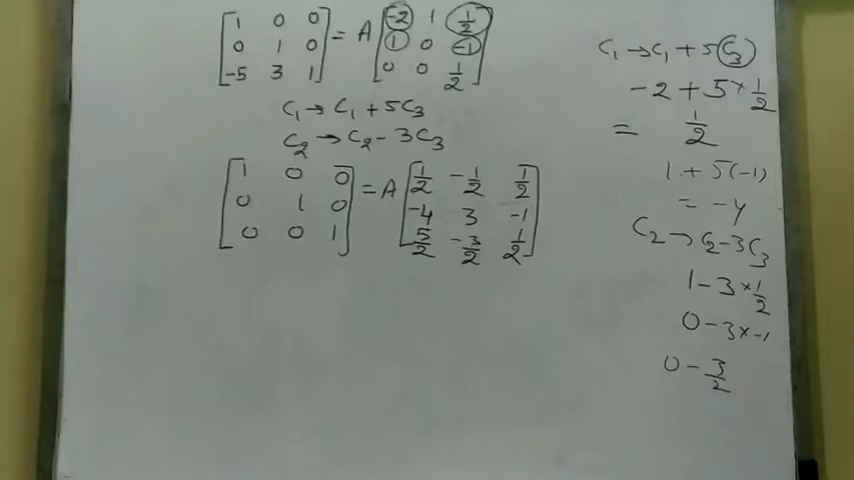 [1 0 0; 0 1 0; -5 3 1] = A [-2 1 1/2; 1 0 -1; 0 0 1/2]
C₁ → C₁ + 5C₃
C₂ → C₂ - 3C₃
[1 0 0; 0 1 0; 0 0 1] = A [1/2 -1/2 1/2; -4 3 -1; 5/2 -3/2 1/2]
C₁ → C₁ + 5C₃
-2 + 5 × 1/2
= 1/2
1 + 5(-1)
= -4
C₂ → C₂ - 3C₃
1 - 3 × 1/2
0 - 3 × -1
0 - 3/2